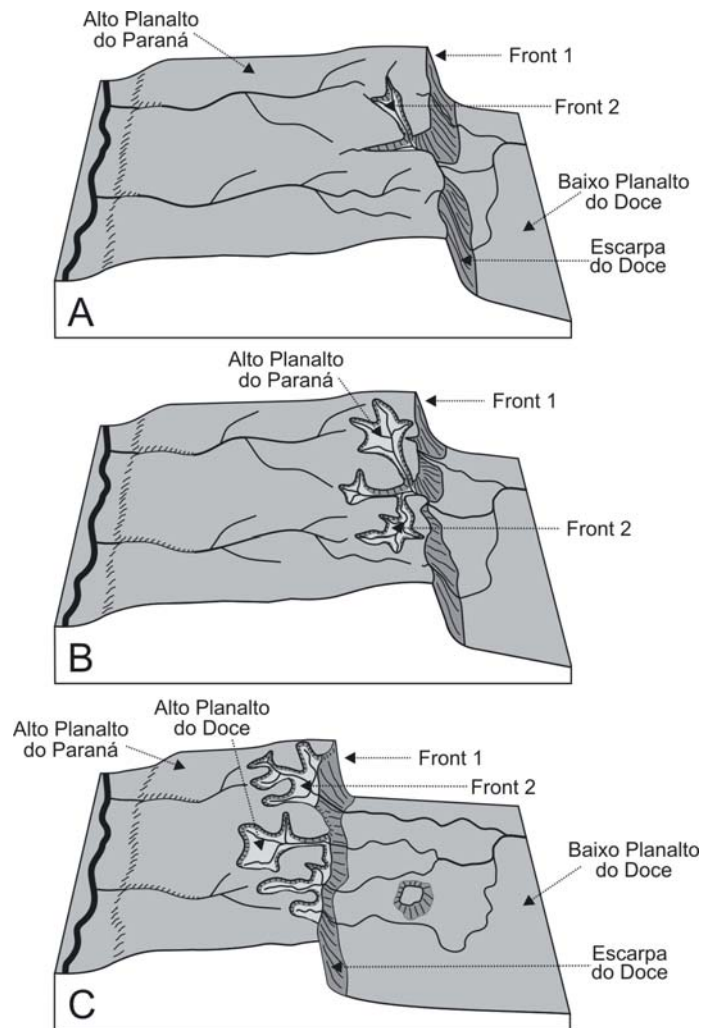 Alto Planalto
do Paraná
Front 1
Front 2
Baixo Planalto
do Doce
Escarpa
do Doce
A
Alto Planalto
do Paraná
Front 1
Front 2
B
Alto Planalto
do Paraná
Alto Planalto
do Doce
Front 1
Front 2
Baixo Planalto
do Doce
Escarpa
do Doce
C